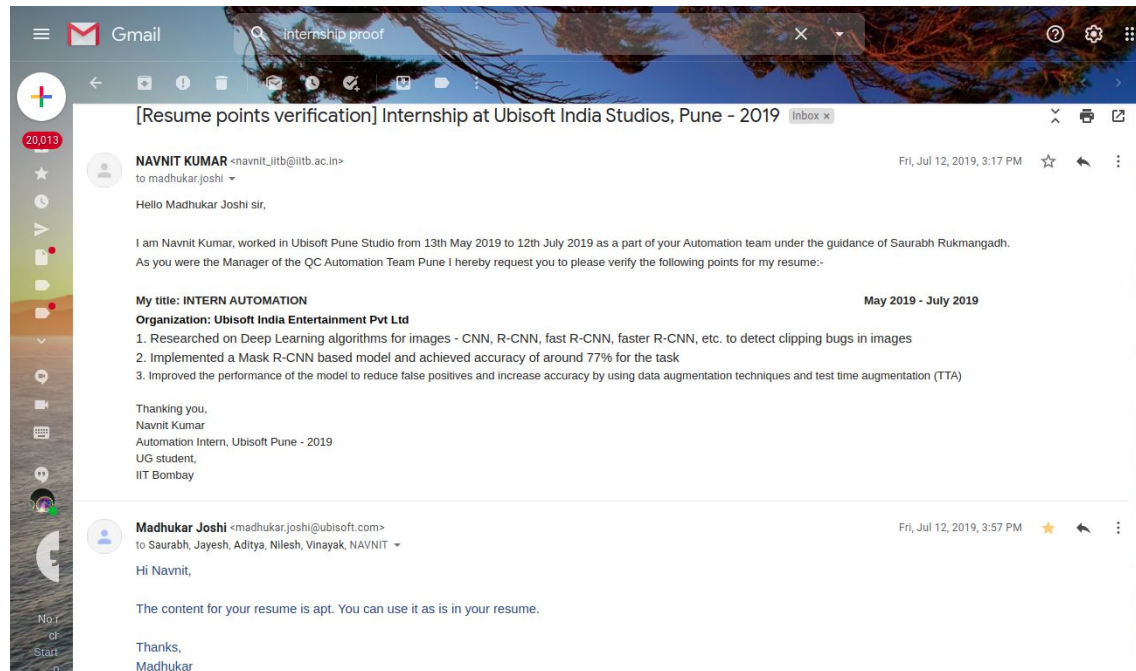 Gmail
internship proof
[Resume points verification] Internship at Ubisoft India Studios, Pune - 2019 Inbox ×
20,013
NAVNIT KUMAR <navnit_iitb@iitb.ac.in> Fri, Jul 12, 2019, 3:17 PM
to madhukar.joshi
Hello Madhukar Joshi sir,
I am Navnit Kumar, worked in Ubisoft Pune Studio from 13th May 2019 to 12th July 2019 as a part of your Automation team under the guidance of Saurabh Rukmangadh.
As you were the Manager of the QC Automation Team Pune I hereby request you to please verify the following points for my resume:-
My title: INTERN AUTOMATION May 2019 - July 2019
Organization: Ubisoft India Entertainment Pvt Ltd
1. Researched on Deep Learning algorithms for images - CNN, R-CNN, fast R-CNN, faster R-CNN, etc. to detect clipping bugs in images
2. Implemented a Mask R-CNN based model and achieved accuracy of around 77% for the task
3. Improved the performance of the model to reduce false positives and increase accuracy by using data augmentation techniques and test time augmentation (TTA)
Thanking you,
Navnit Kumar
Automation Intern, Ubisoft Pune - 2019
UG student,
IIT Bombay
Madhukar Joshi <madhukar.joshi@ubisoft.com> Fri, Jul 12, 2019, 3:57 PM
to Saurabh, Jayesh, Aditya, Nilesh, Vinayak, NAVNIT
Hi Navnit,
The content for your resume is apt. You can use it as is in your resume.
Thanks,
Madhukar
No r
ch
Start